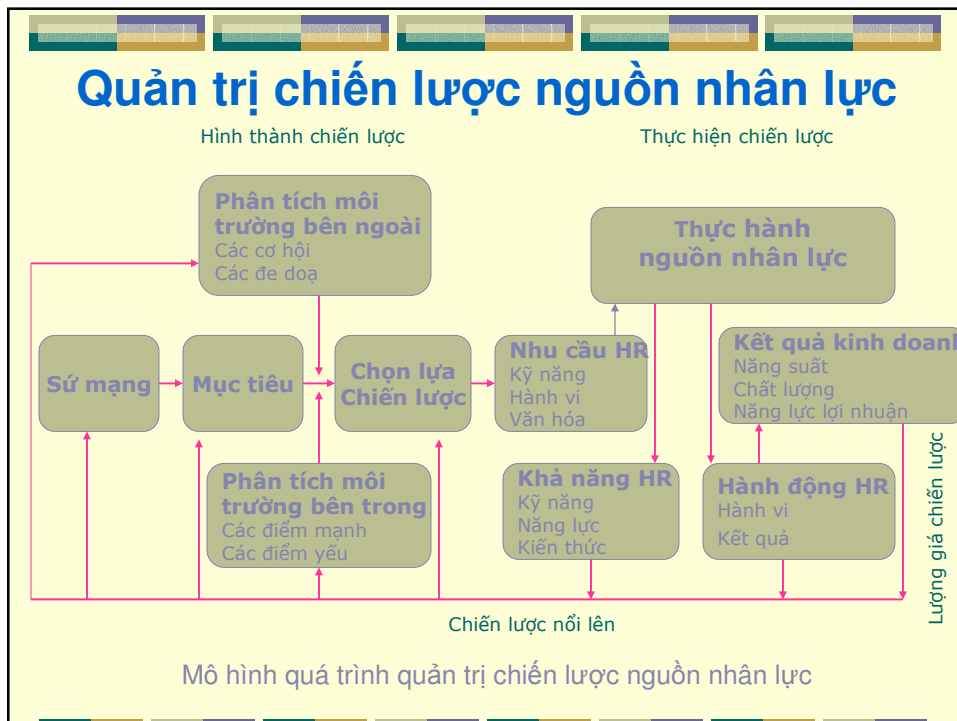 Quản trị chiến lược nguồn nhân lực
Hình thành chiến lược
Thực hiện chiến lược
Phân tích môi
trường bên ngoài
Các cơ hội
Các đe doạ
Thực hành
nguồn nhân lực
Sứ mạng
Mục tiêu
Chọn lựa
Chiến lược
Nhu cầu HR
Kỹ năng
Hành vi
Văn hóa
Kết quả kinh doanh
Năng suất
Chất lượng
Năng lực lợi nhuận
Phân tích môi
trường bên trong
Các điểm mạnh
Các điểm yếu
Khả năng HR
Kỹ năng
Năng lực
Kiến thức
Hành động HR
Hành vi
Kết quả
Lượng giá chiến lược
Chiến lược nổi lên
Mô hình quá trình quản trị chiến lược nguồn nhân lực